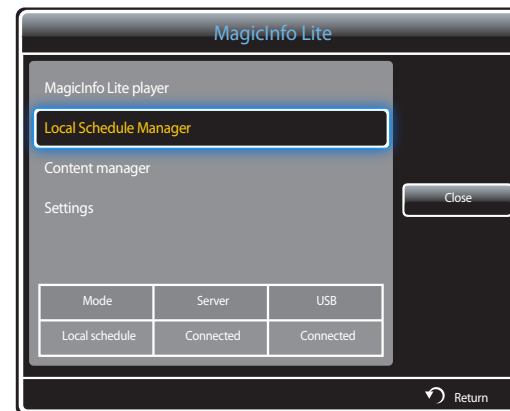 MagicInfo Lite
MagicInfo Lite player
Local Schedule Manager
Content manager
Settings
Close
Mode Server USB
Local schedule Connected Connected
Return